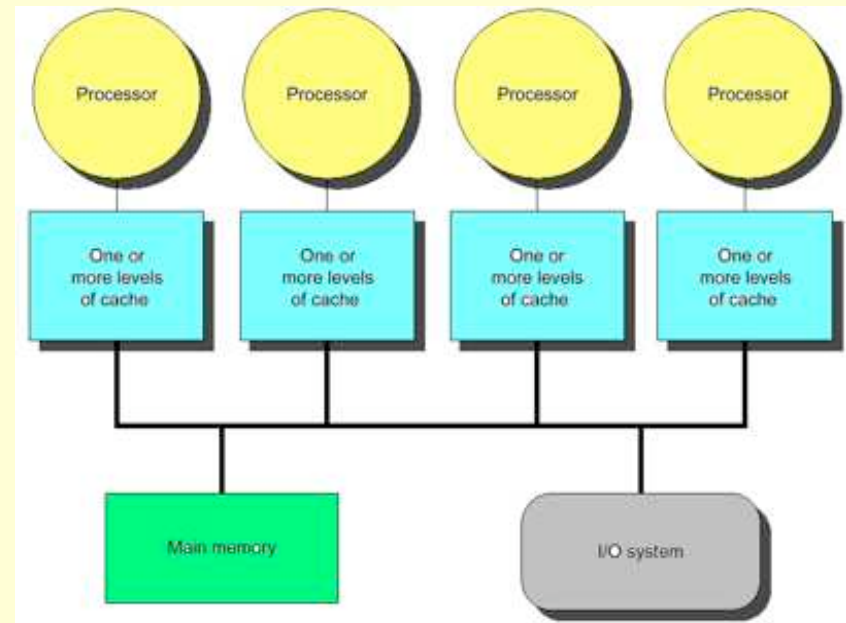 Processor
Processor
Processor
Processor
One or
more levels
of cache
One or
more levels
of cache
One or
more levels
of cache
One or
more levels
of cache
Main memory
I/O system